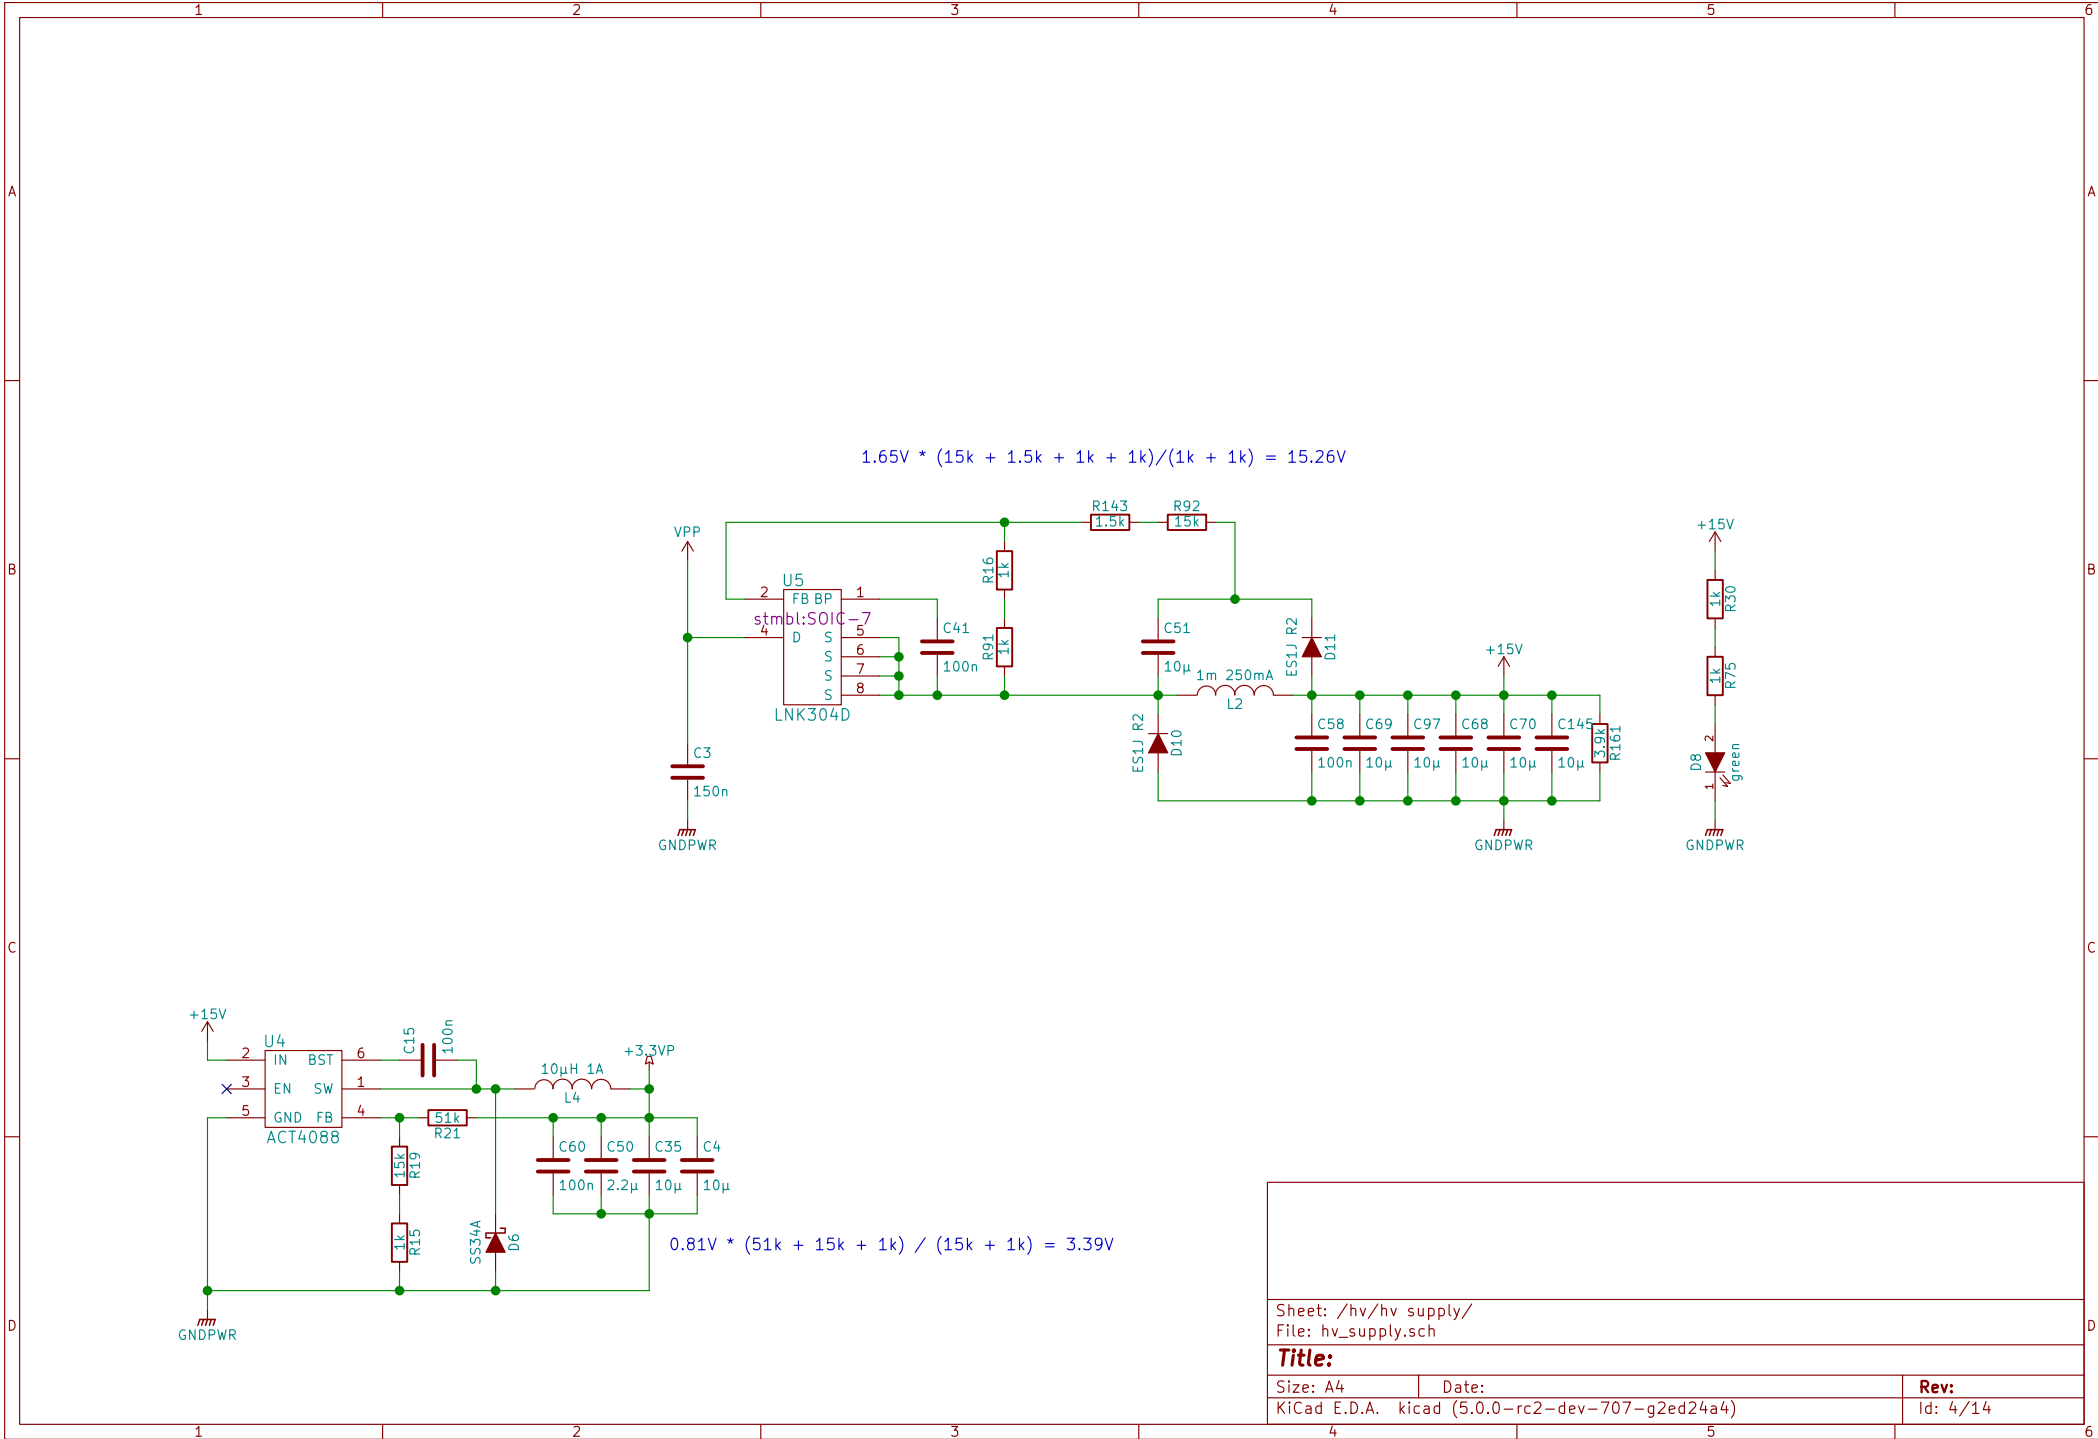 1 2 3 4 5 6
A A
B B
C C
D D
1.65V * (15k + 1.5k + 1k + 1k)/(1k + 1k) = 15.26V
VPP
U5
2 FB BP 1
stmbl:SOIC-7
4 D S 5
S 6
S 7
S 8
LNK304D
C3
150n
GNDPWR
C41
100n
R16
1k
R91
1k
R143
1.5k
R92
15k
C51
10µ
ES1J R2
D11
1m 250mA
L2
ES1J R2
D10
+15V
C58
100n
C69
10µ
C97
10µ
C68
10µ
C70
10µ
C145
10µ
3.9k
R161
GNDPWR
+15V
1k
R30
1k
R75
2
D8
green
1
GNDPWR
+15V
U4
2 IN BST 6
3 EN SW 1
5 GND FB 4
ACT4088
C15
100n
10µH 1A
L4
+3.3VP
51k
R21
15k
R19
1k
R15
SS34A
D6
C60
100n
C50
2.2µ
C35
10µ
C4
10µ
0.81V * (51k + 15k + 1k) / (15k + 1k) = 3.39V
GNDPWR
Sheet: /hv/hv supply/
File: hv_supply.sch
Title:
Size: A4 Date: Rev:
KiCad E.D.A. kicad (5.0.0-rc2-dev-707-g2ed24a4) Id: 4/14
1 2 3 4 5 6